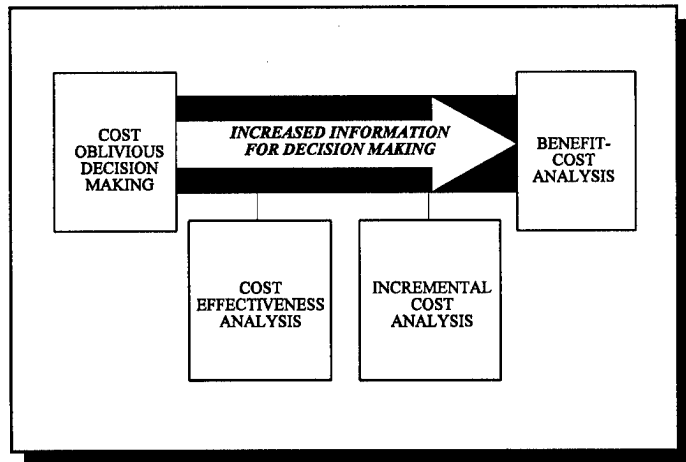 COST
OBLIVIOUS
DECISION
MAKING
INCREASED INFORMATION
FOR DECISION MAKING
BENEFIT-
COST
ANALYSIS
COST
EFFECTIVENESS
ANALYSIS
INCREMENTAL
COST
ANALYSIS